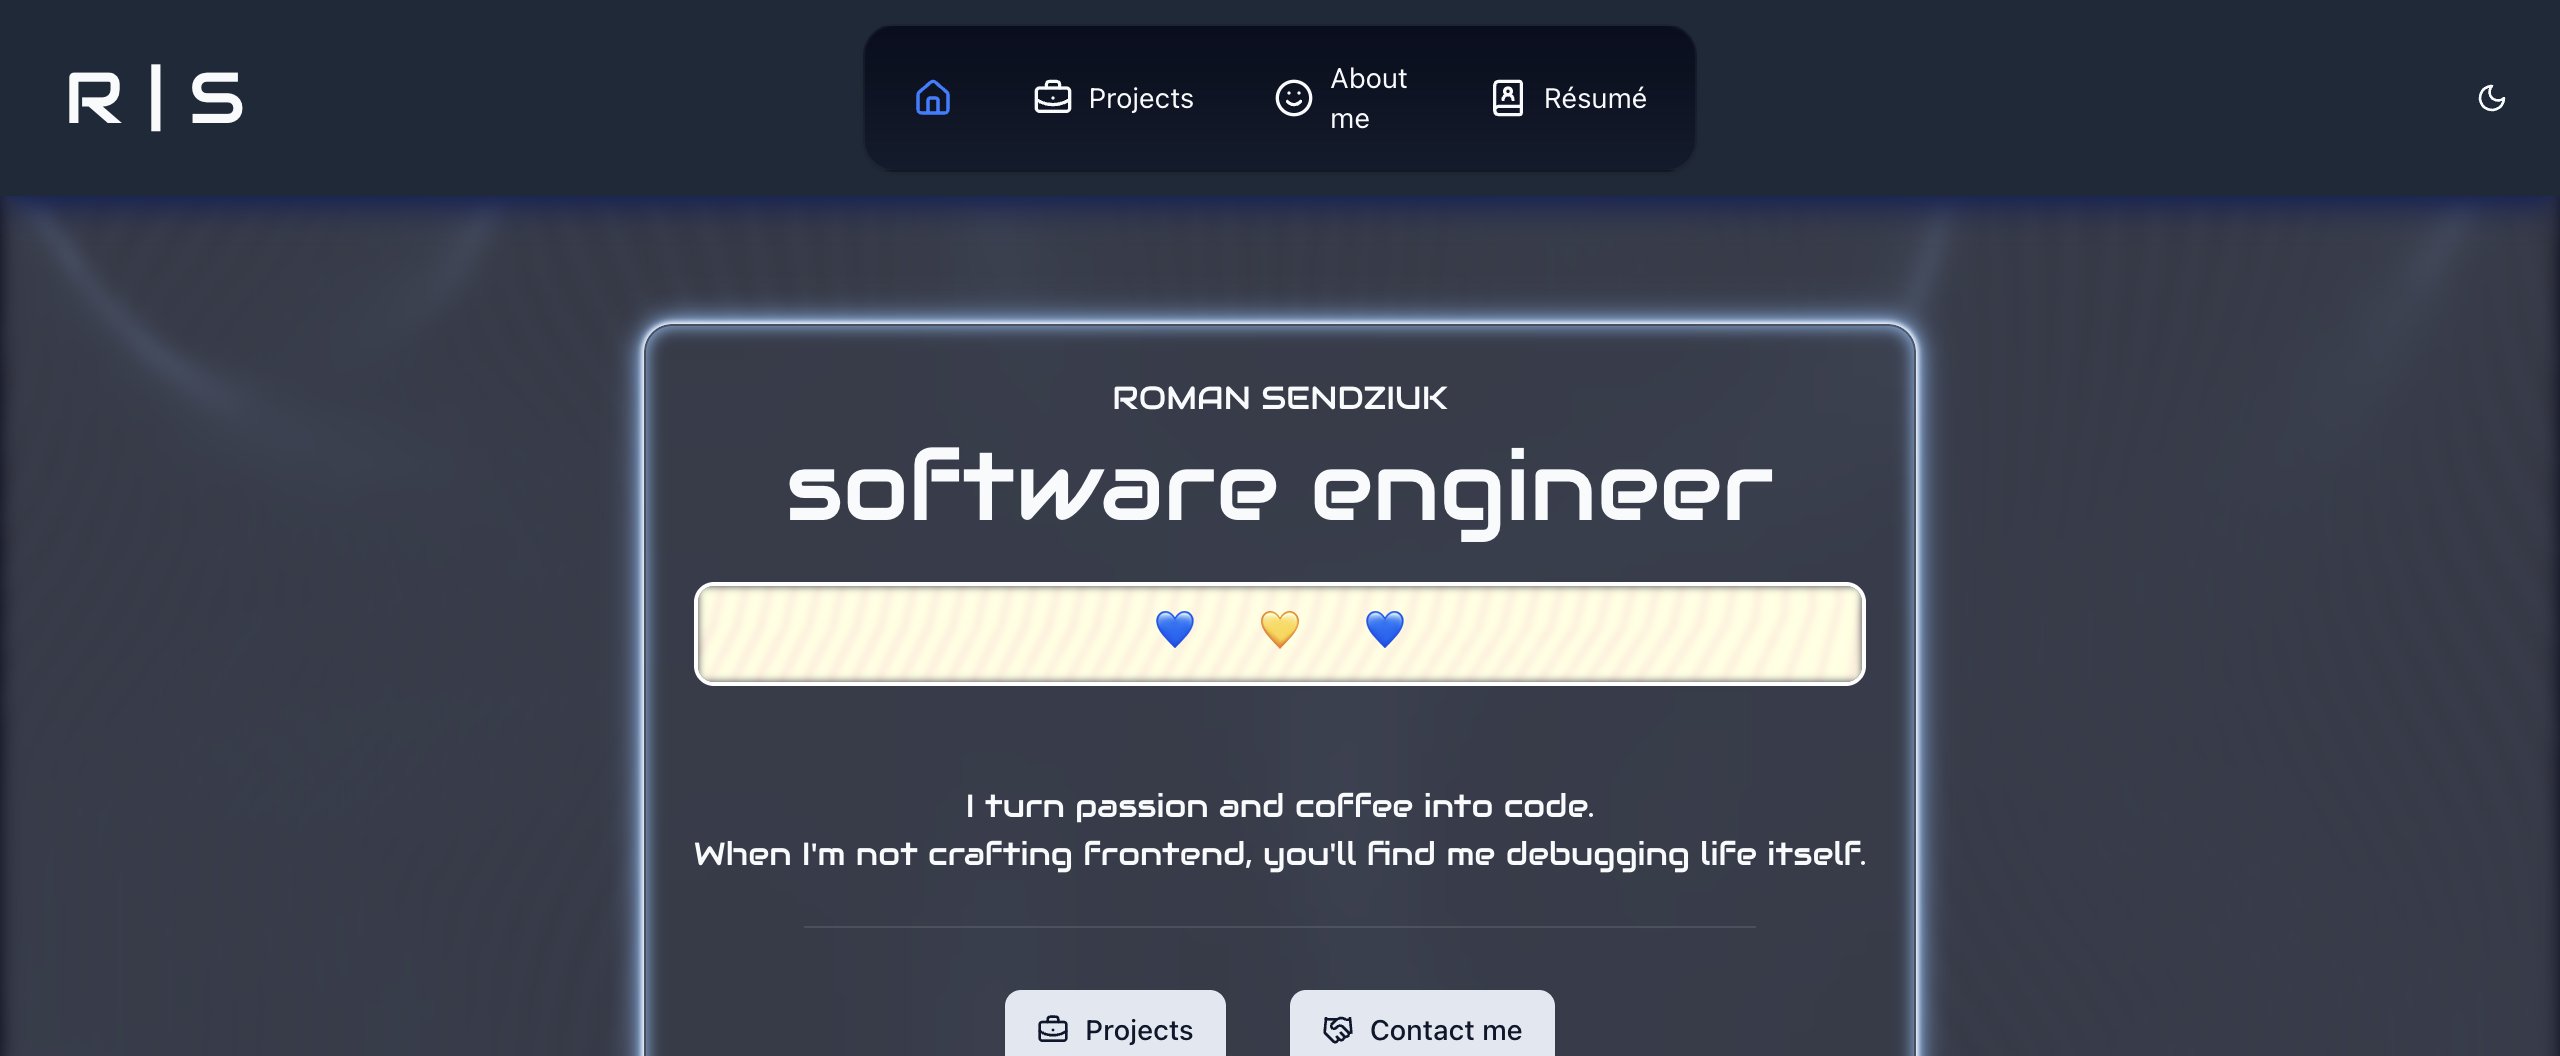 R | S
Projects
About
me
Résumé
ROMAN SENDZIUK
software engineer
💙 💛 💙
I turn passion and coffee into code.
When I'm not crafting frontend, you'll find me debugging life itself.
Projects
Contact me